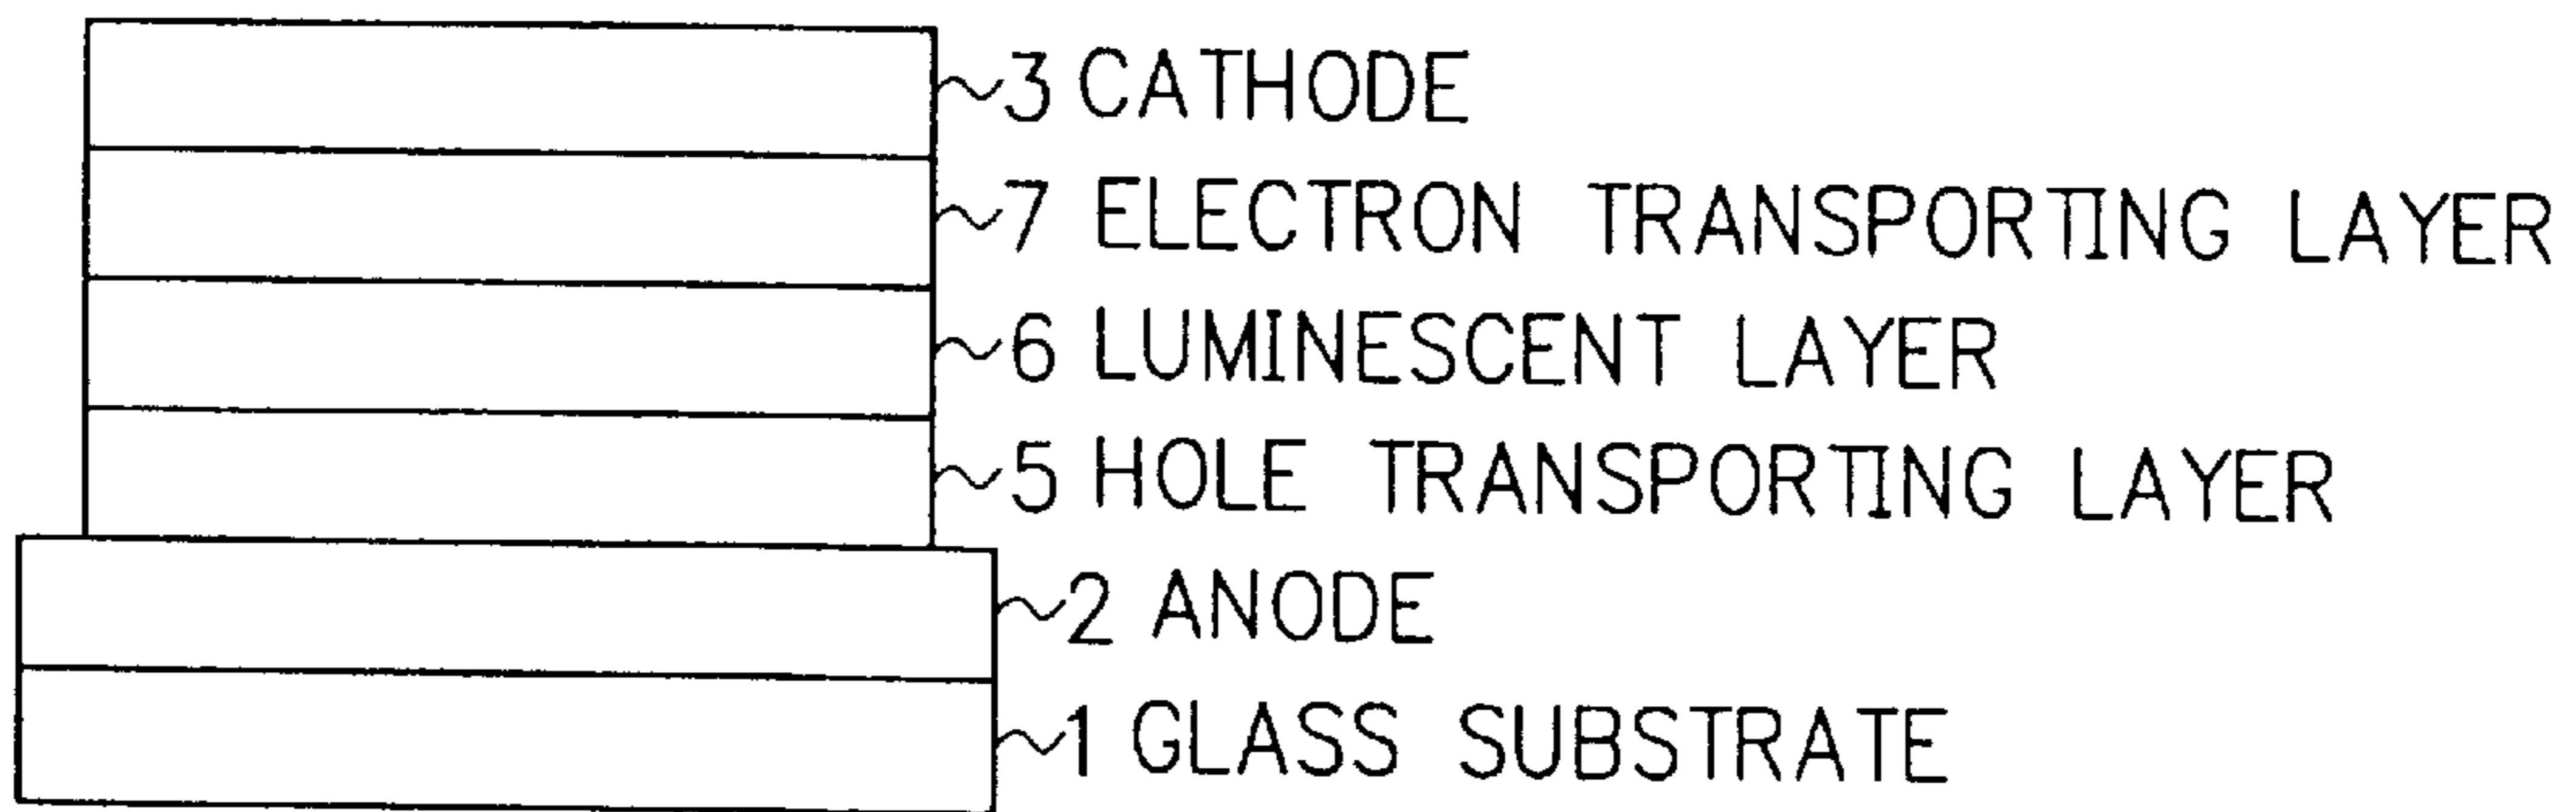 3 CATHODE
7 ELECTRON TRANSPORTING LAYER
6 LUMINESCENT LAYER
5 HOLE TRANSPORTING LAYER
2 ANODE
1 GLASS SUBSTRATE